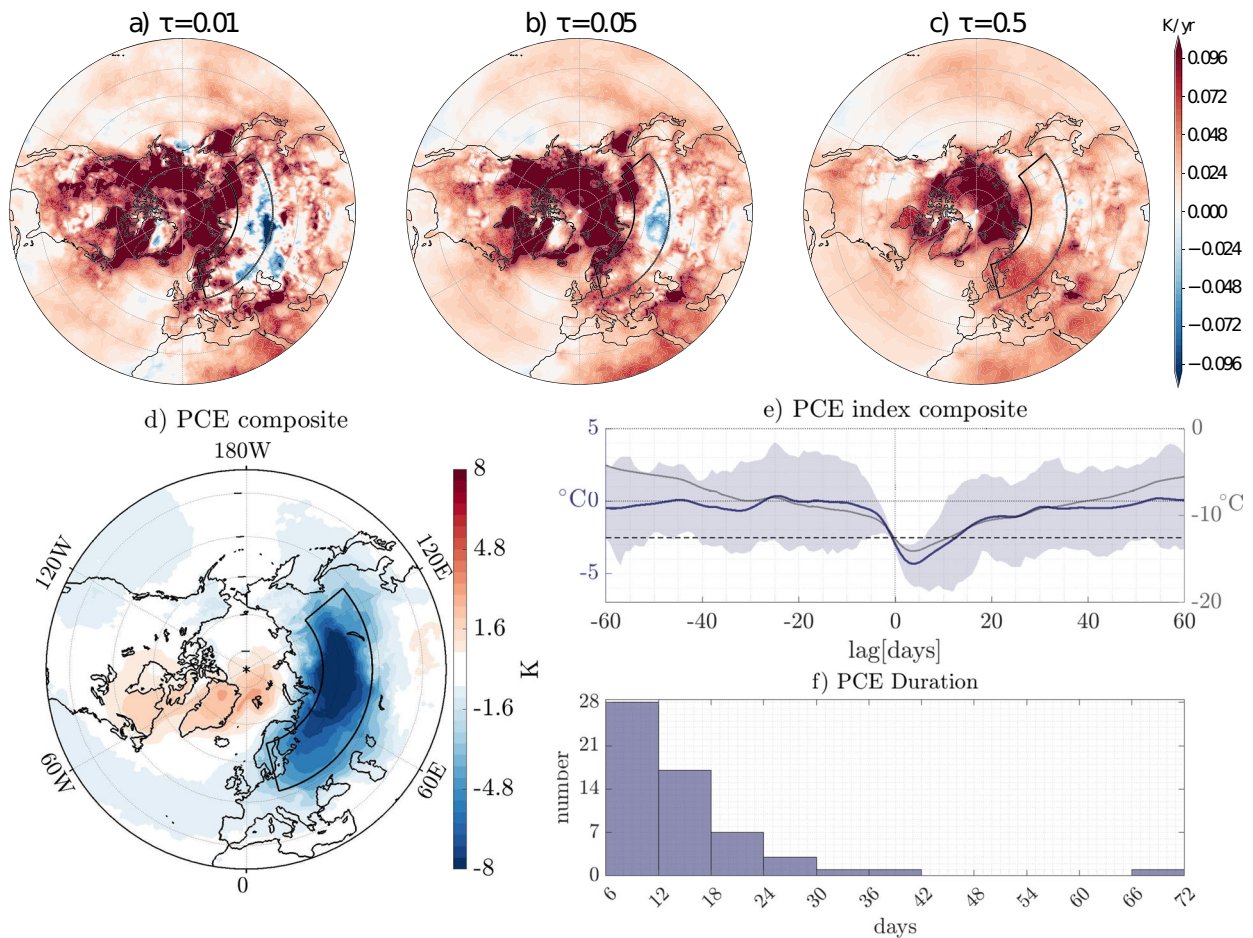 a) τ=0.01
b) τ=0.05
c) τ=0.5
K/yr
0.096
0.072
0.048
0.024
0.000
−0.024
−0.048
−0.072
−0.096
d) PCE composite
180W
120W
120E
60W
60E
0
8
4.8
1.6
-1.6
-4.8
-8
K
e) PCE index composite
5
°C0
-5
0
-10
°C
-20
-60
-40
-20
0
20
40
60
lag[days]
f) PCE Duration
28
21
14
7
0
number
6
12
18
24
30
36
42
48
54
60
66
72
days